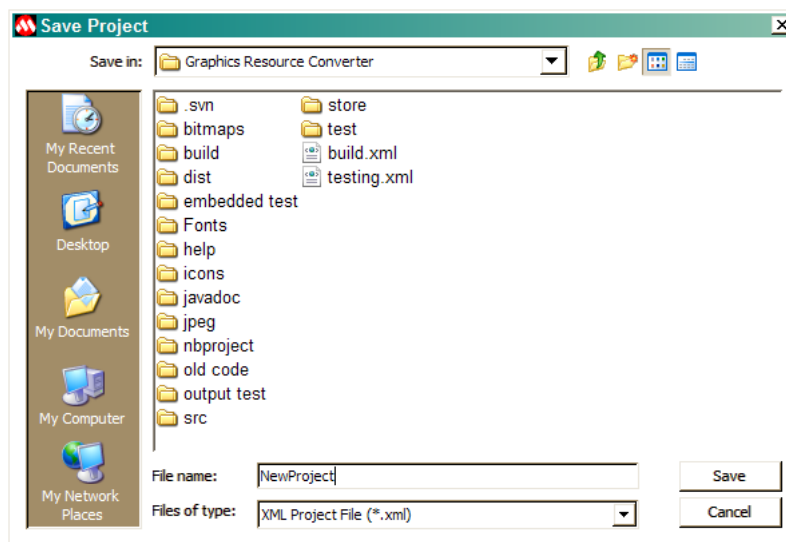 Save Project
Save in:
Graphics Resource Converter
My Recent
Documents
Desktop
My Documents
My Computer
My Network
Places
.svn
bitmaps
build
dist
embedded test
Fonts
help
icons
javadoc
jpeg
nbproject
old code
output test
src
store
test
build.xml
testing.xml
File name:
NewProject
Save
Files of type:
XML Project File (*.xml)
Cancel